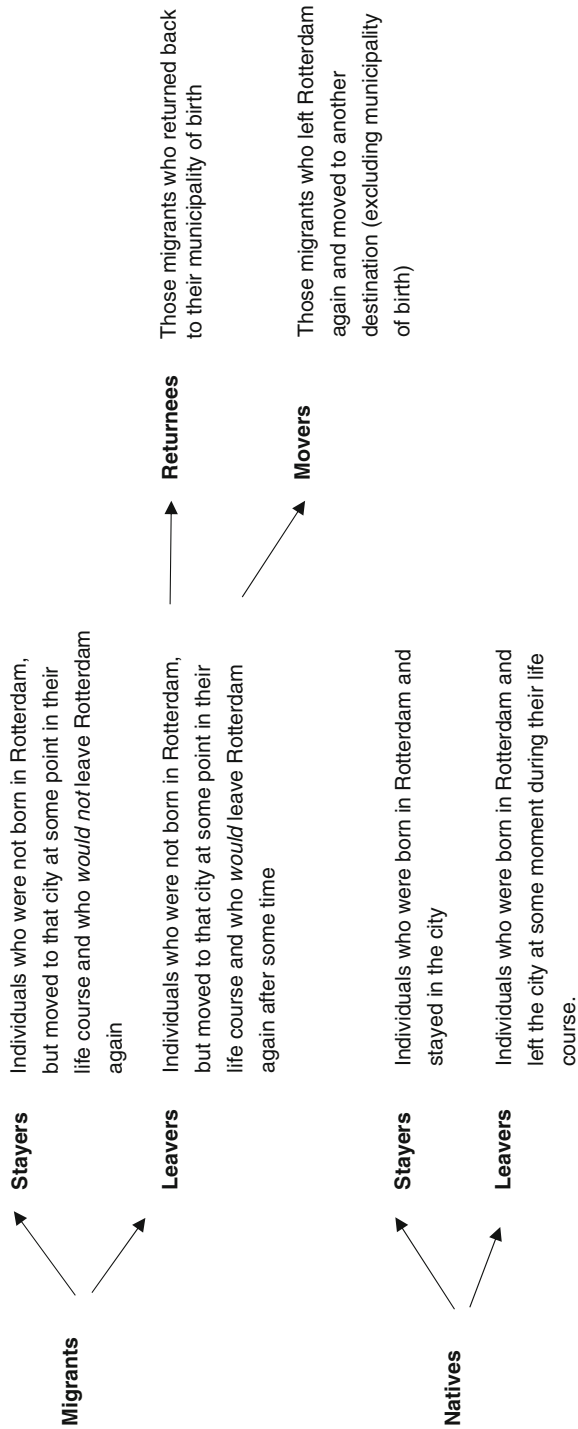 Migrants
Stayers
Individuals who were not born in Rotterdam,
but moved to that city at some point in their
life course and who would not leave Rotterdam
again
Leavers
Individuals who were not born in Rotterdam,
but moved to that city at some point in their
life course and who would leave Rotterdam
again after some time
Returnees
Those migrants who returned back
to their municipality of birth
Movers
Those migrants who left Rotterdam
again and moved to another
destination (excluding municipality
of birth)
Natives
Stayers
Individuals who were born in Rotterdam and
stayed in the city
Leavers
Individuals who were born in Rotterdam and
left the city at some moment during their life
course.